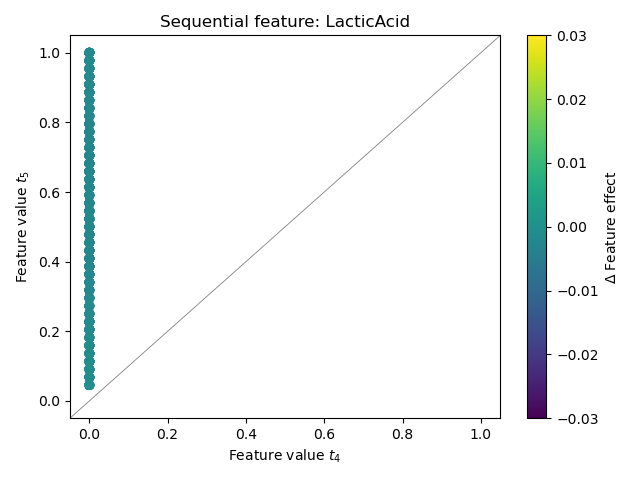 Sequential feature: LacticAcid
1.0
0.8
0.6
0.4
0.2
0.0
Feature value t₅
0.0 0.2 0.4 0.6 0.8 1.0
Feature value t₄
0.03
0.02
0.01
0.00
−0.01
−0.02
−0.03
Δ Feature effect